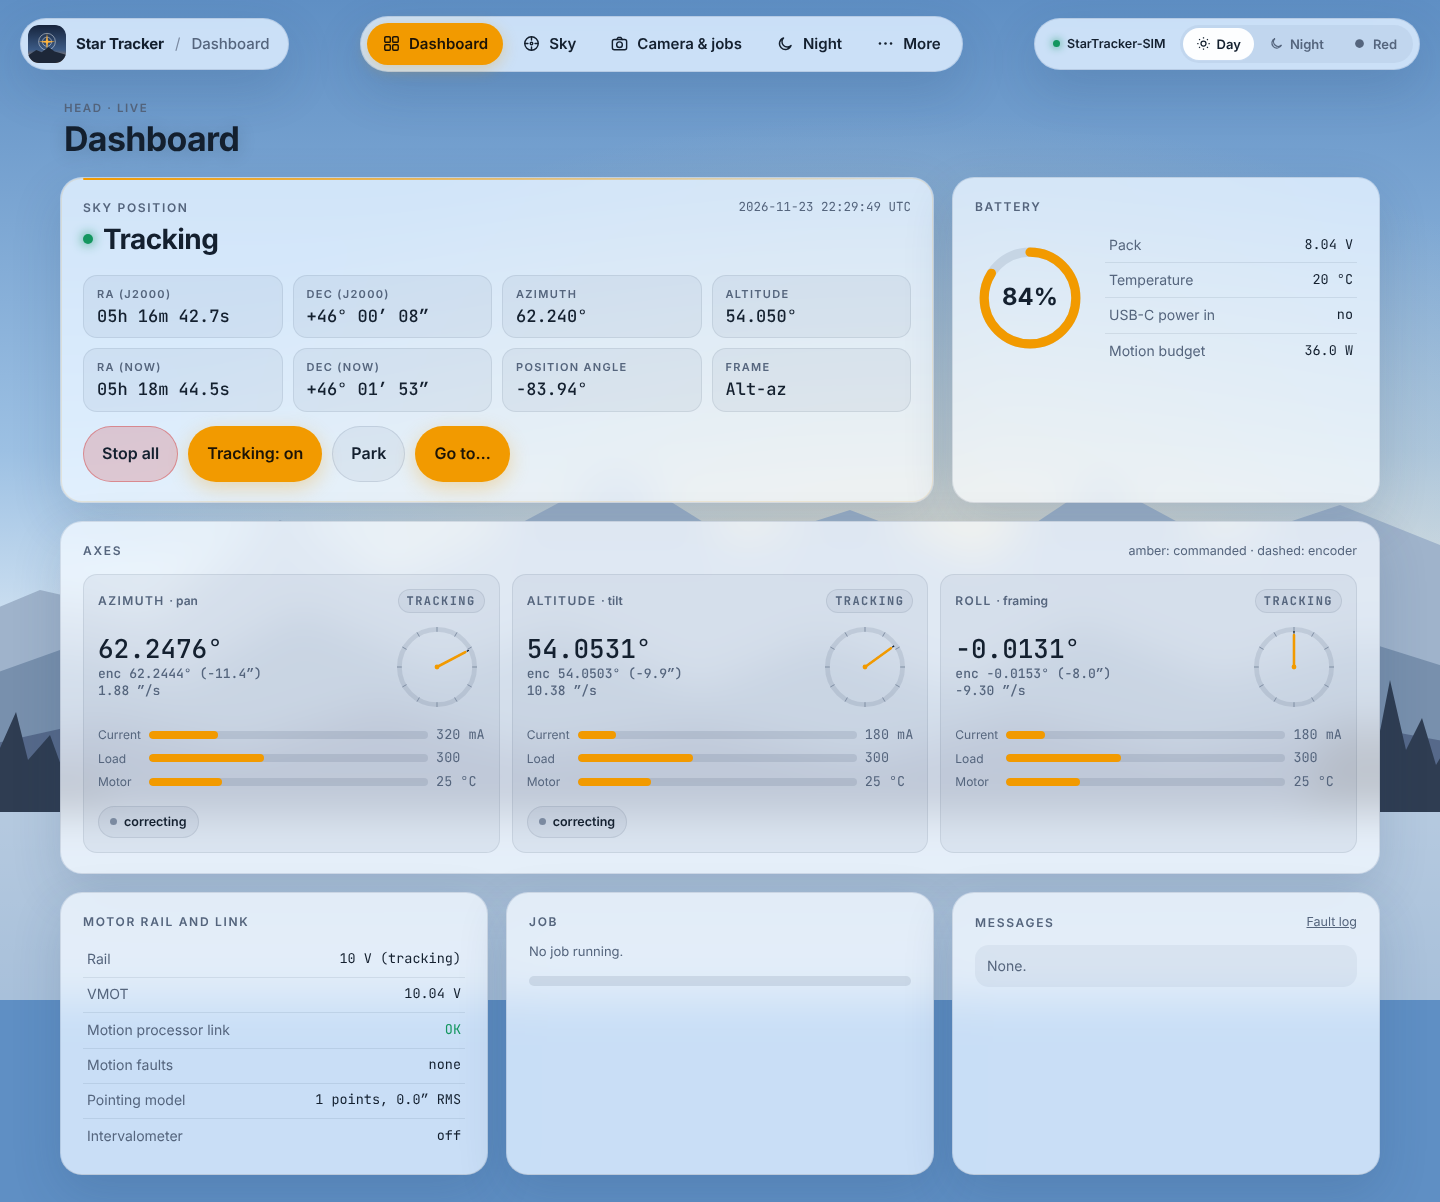 Star Tracker / Dashboard
Dashboard
Sky
Camera & jobs
Night
More
StarTracker-SIM
Day
Night
Red
HEAD · LIVE
Dashboard
SKY POSITION
2026-11-23 22:29:49 UTC
Tracking
RA (J2000)
05h 16m 42.7s
DEC (J2000)
+46° 00′ 08″
AZIMUTH
62.240°
ALTITUDE
54.050°
RA (NOW)
05h 18m 44.5s
DEC (NOW)
+46° 01′ 53″
POSITION ANGLE
-83.94°
FRAME
Alt-az
Stop all
Tracking: on
Park
Go to…
BATTERY
84%
Pack 8.04 V
Temperature 20 °C
USB-C power in no
Motion budget 36.0 W
AXES
amber: commanded · dashed: encoder
AZIMUTH · pan
TRACKING
62.2476°
enc 62.2444° (-11.4″)
1.88 ″/s
Current 320 mA
Load 300
Motor 25 °C
correcting
ALTITUDE · tilt
TRACKING
54.0531°
enc 54.0503° (-9.9″)
10.38 ″/s
Current 180 mA
Load 300
Motor 25 °C
correcting
ROLL · framing
TRACKING
-0.0131°
enc -0.0153° (-8.0″)
-9.30 ″/s
Current 180 mA
Load 300
Motor 25 °C
MOTOR RAIL AND LINK
Rail 10 V (tracking)
VMOT 10.04 V
Motion processor link OK
Motion faults none
Pointing model 1 points, 0.0″ RMS
Intervalometer off
JOB
No job running.
MESSAGES
Fault log
None.